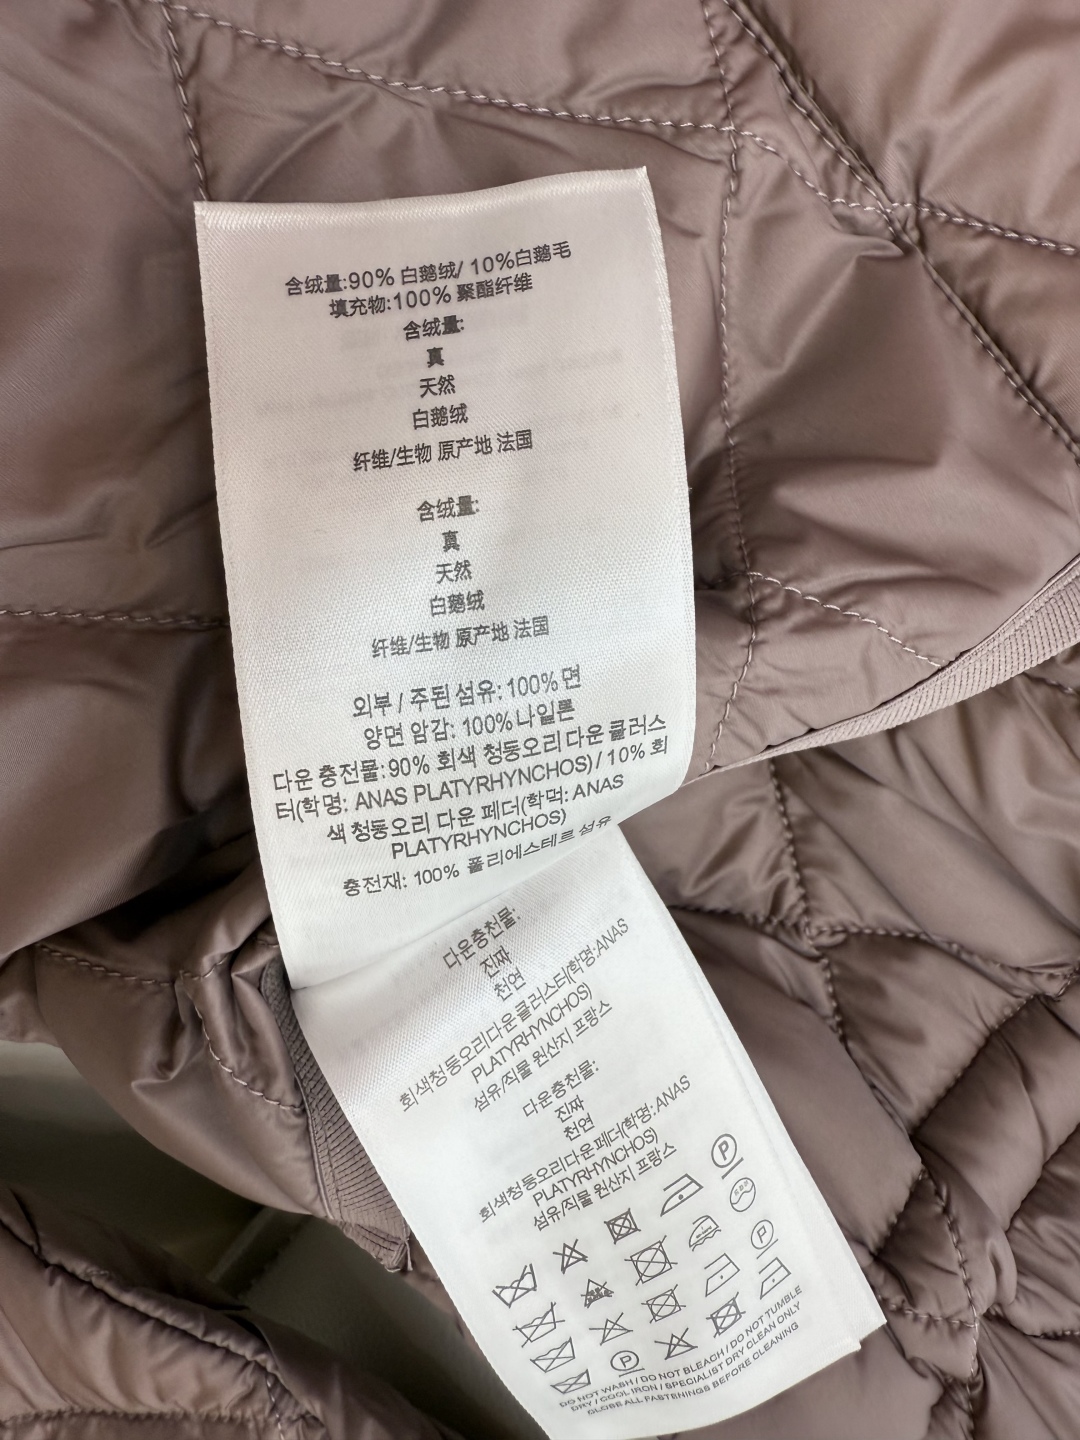 含绒量:90% 白鹅绒/ 10%白鹅毛
填充物:100% 聚酯纤维
含绒量:
真
天然
白鹅绒
纤维/生物 原产地 法国
含绒量:
真
天然
白鹅绒
纤维/生物 原产地 法国
외부 / 주된 섬유: 100% 면
양면 암감: 100%나일론
다운 충전물:90% 회색 청둥오리 다운 클러스
터(학명: ANAS PLATYRHYNCHOS) / 10% 회
색 청둥오리 다운 페더(학먹: ANAS
PLATYRHYNCHOS)
충전재: 100% 폴리에스테르 섬유
다운충천물:
진짜
천연
회색청둥오리다운클러스터(학명:ANAS
PLATYRHYNCHOS)
섬유/직물 원산지 프랑스
다운충천물:
진짜
천연
회색청둥오리다운페더(학명:ANAS
PLATYRHYNCHOS)
섬유/직물 원산지 프랑스
DO NOT WASH / DO NOT BLEACH / DO NOT TUMBLE
DRY / COOL IRON / SPECIALIST DRY CLEAN ONLY
GLOBS ALL FASTENINGS BEFORE CLEANING